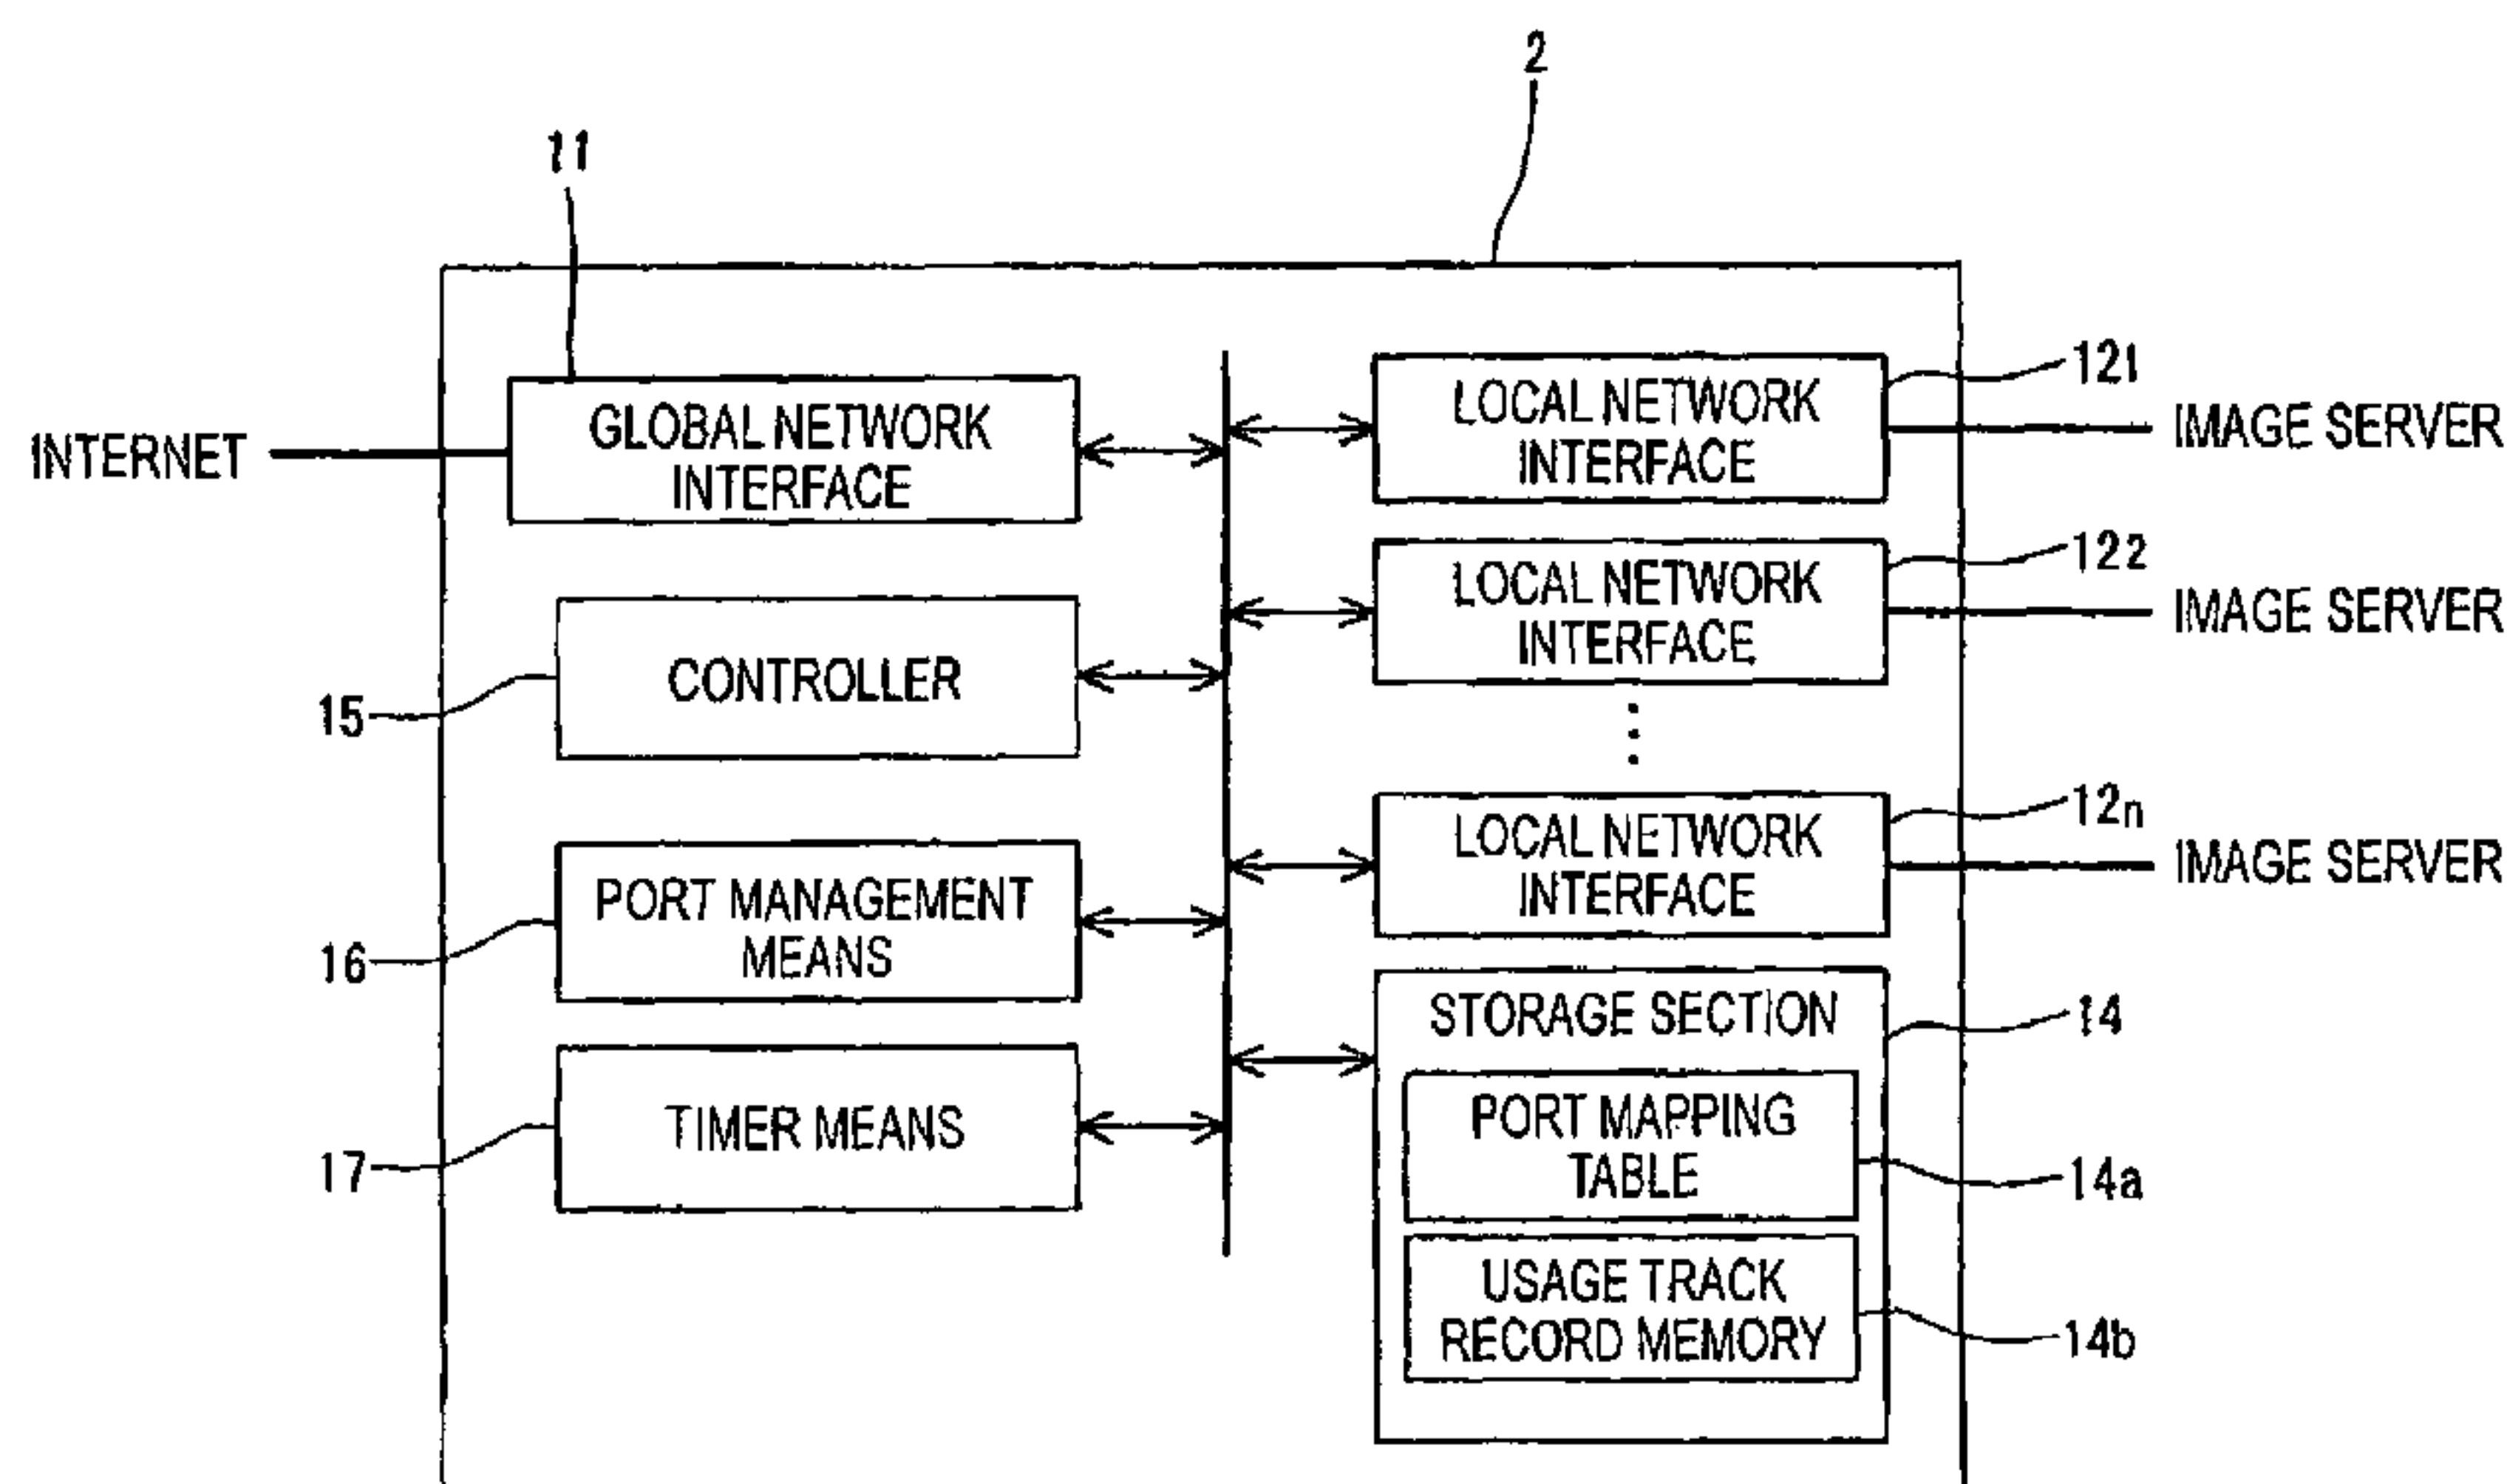 2
11
INTERNET
GLOBAL NETWORK
INTERFACE
LOCAL NETWORK
INTERFACE
121
IMAGE SERVER
LOCAL NETWORK
INTERFACE
122
IMAGE SERVER
CONTROLLER
15
LOCAL NETWORK
INTERFACE
12n
IMAGE SERVER
PORT MANAGEMENT
MEANS
16
STORAGE SECTION
14
TIMER MEANS
17
PORT MAPPING
TABLE
14a
USAGE TRACK
RECORD MEMORY
14b